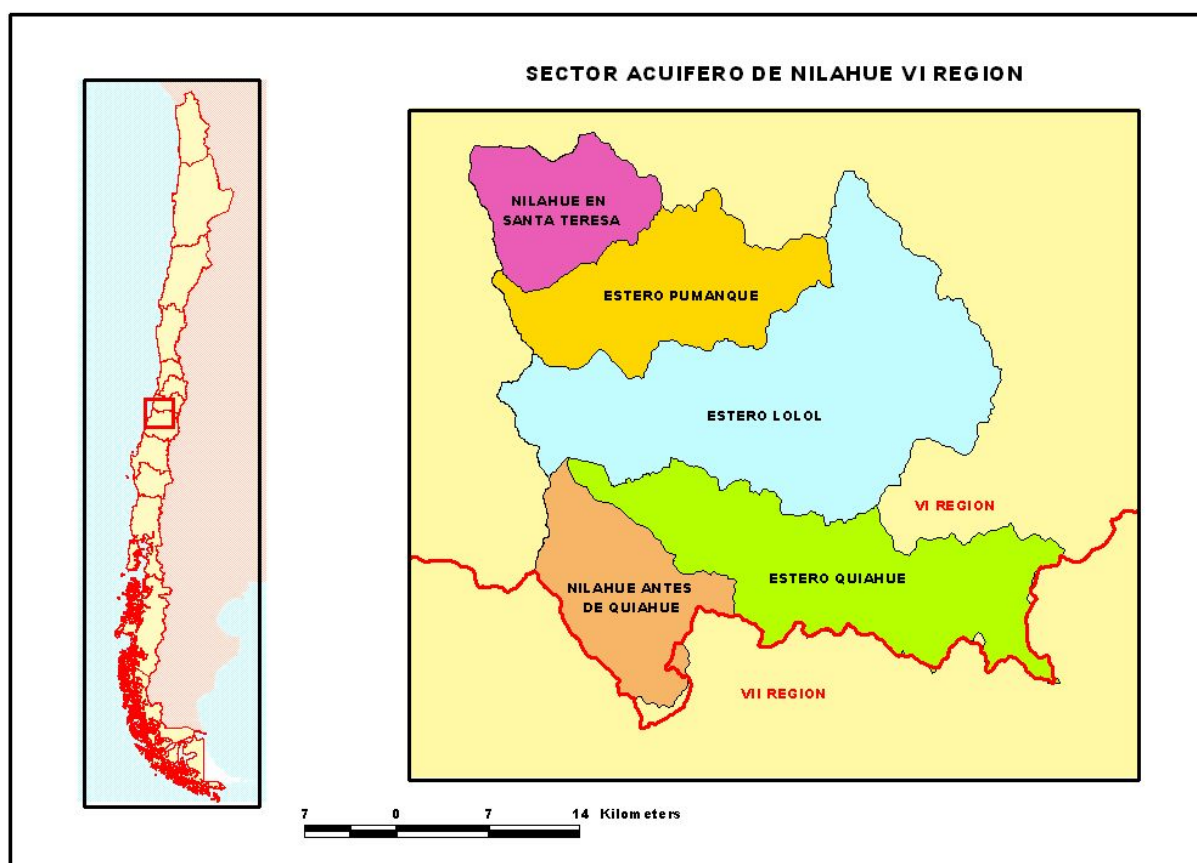 SECTOR ACUIFERO DE NILAHUE VI REGION
NILAHUE EN
SANTA TERESA
ESTERO PUMANQUE
ESTERO LOLOL
VI REGION
ESTERO QUIAHUE
NILAHUE ANTES
DE QUIAHUE
VII REGION
7 0 7 14 Kilometers